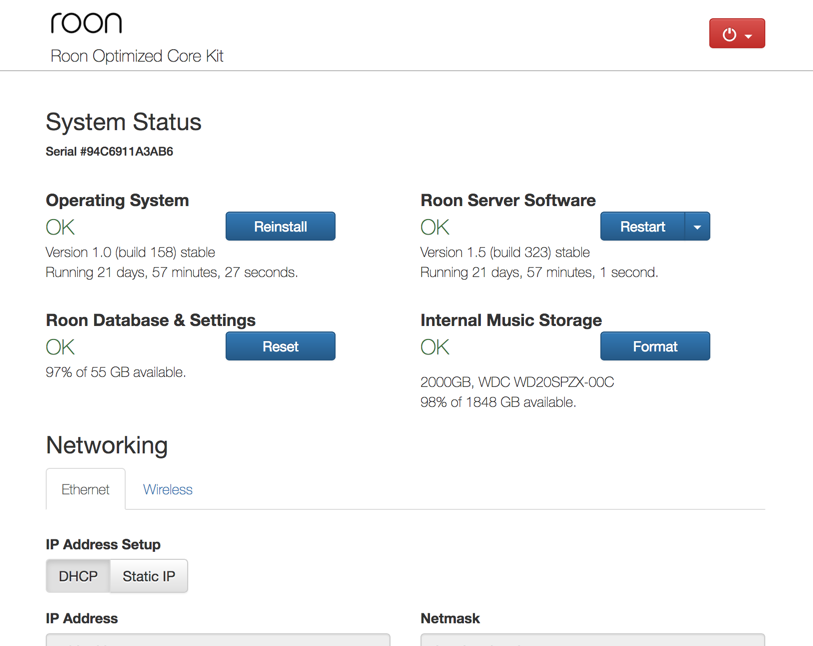 roon
Roon Optimized Core Kit
System Status
Serial #94C6911A3AB6
Operating System
OK
Reinstall
Version 1.0 (build 158) stable
Running 21 days, 57 minutes, 27 seconds.
Roon Server Software
OK
Restart
Version 1.5 (build 323) stable
Running 21 days, 57 minutes, 1 second.
Roon Database & Settings
OK
Reset
97% of 55 GB available.
Internal Music Storage
OK
Format
2000GB, WDC WD20SPZX-00C
98% of 1848 GB available.
Networking
Ethernet
Wireless
IP Address Setup
DHCP
Static IP
IP Address
Netmask